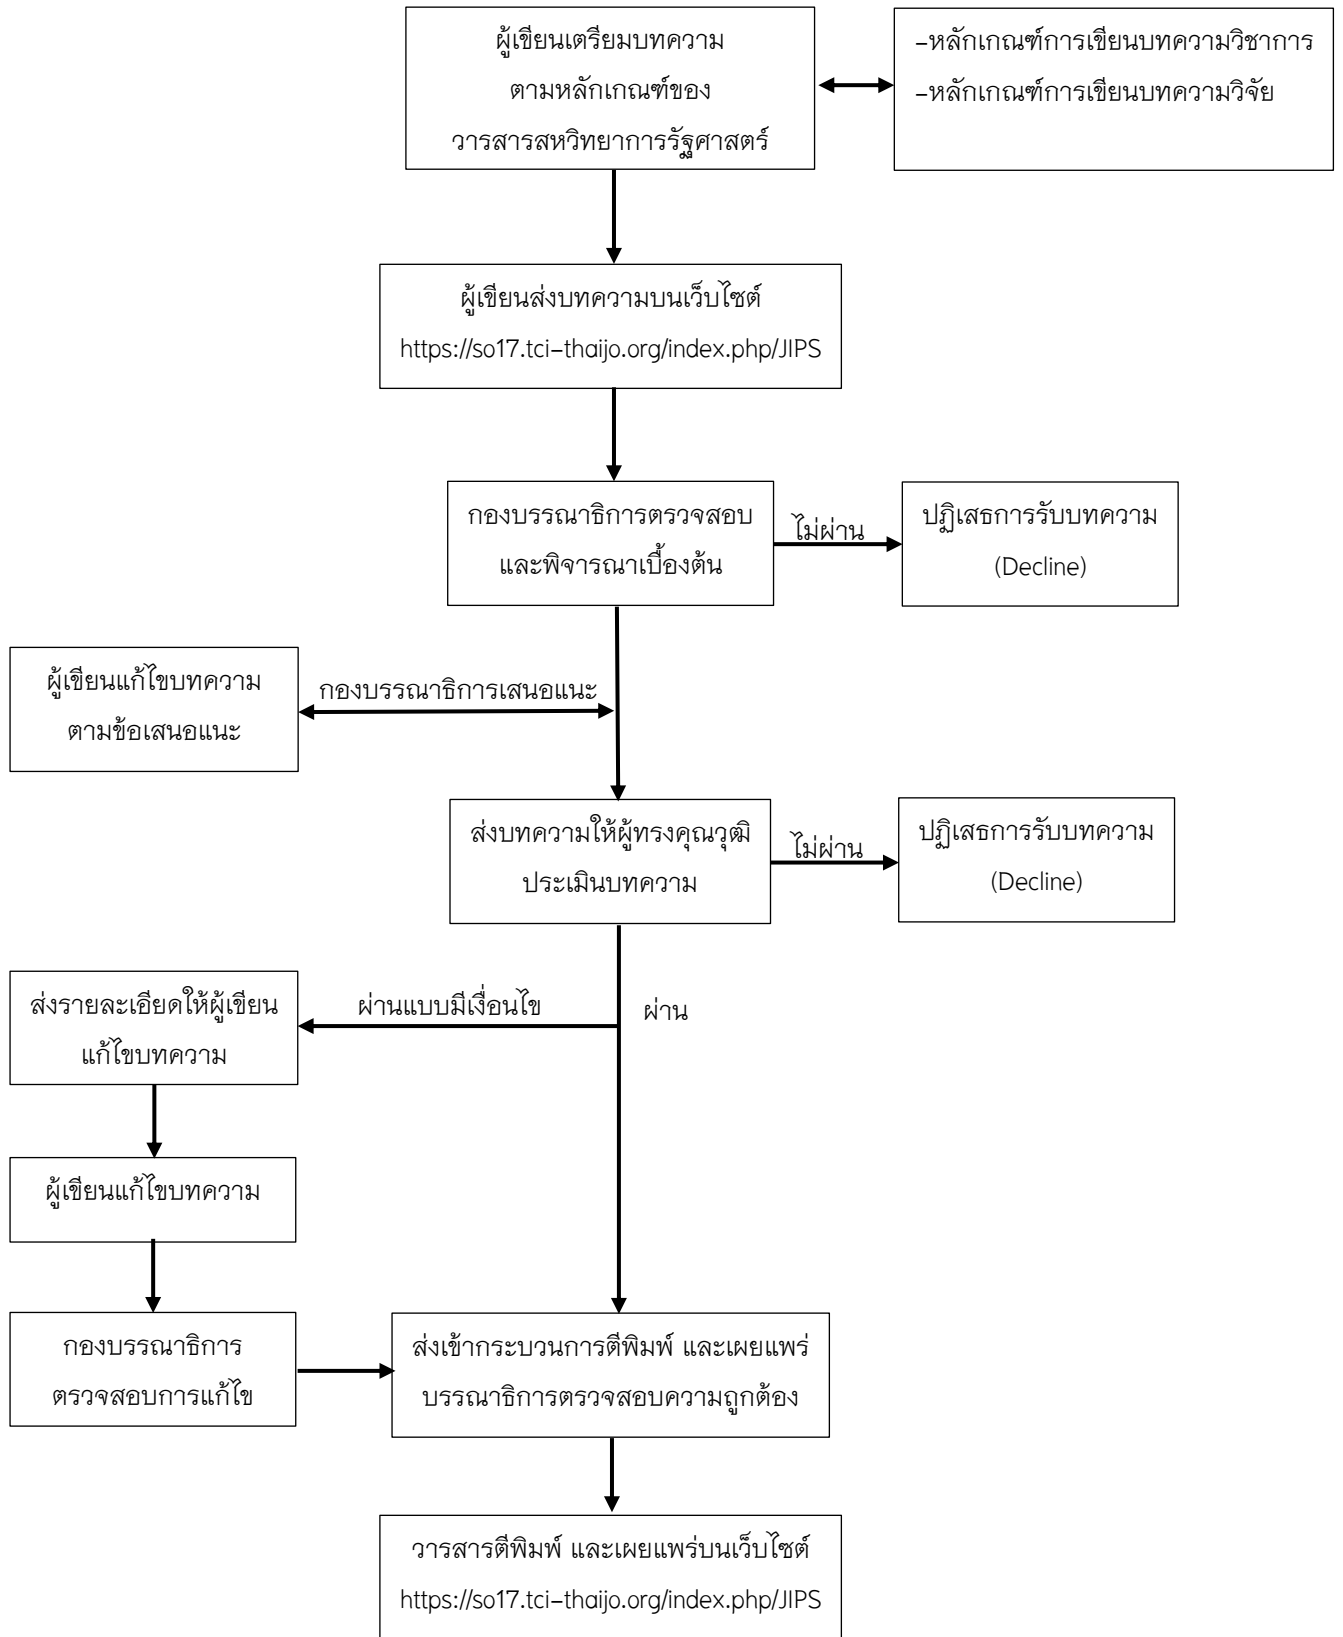 ผู้เขียนเตรียมบทความ
ตามหลักเกณฑ์ของ
วารสารสหวิทยาการรัฐศาสตร์
-หลักเกณฑ์การเขียนบทความวิชาการ
-หลักเกณฑ์การเขียนบทความวิจัย
ผู้เขียนส่งบทความบนเว็บไซต์
https://so17.tci-thaijo.org/index.php/JIPS
กองบรรณาธิการตรวจสอบ
และพิจารณาเบื้องต้น
ไม่ผ่าน
ปฏิเสธการรับบทความ
(Decline)
ผู้เขียนแก้ไขบทความ
ตามข้อเสนอแนะ
กองบรรณาธิการเสนอแนะ
ส่งบทความให้ผู้ทรงคุณวุฒิ
ประเมินบทความ
ไม่ผ่าน
ปฏิเสธการรับบทความ
(Decline)
ส่งรายละเอียดให้ผู้เขียน
แก้ไขบทความ
ผ่านแบบมีเงื่อนไข
ผ่าน
ผู้เขียนแก้ไขบทความ
กองบรรณาธิการ
ตรวจสอบการแก้ไข
ส่งเข้ากระบวนการตีพิมพ์ และเผยแพร่
บรรณาธิการตรวจสอบความถูกต้อง
วารสารตีพิมพ์ และเผยแพร่บนเว็บไซต์
https://so17.tci-thaijo.org/index.php/JIPS